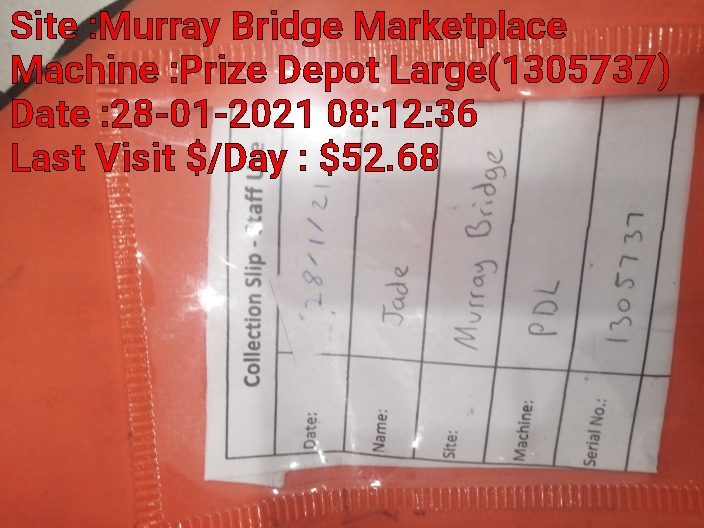 Site :Murray Bridge Marketplace
Machine :Prize Depot Large(1305737)
Date :28-01-2021 08:12:36
Last Visit $/Day : $52.68
Collection Slip - Staff Use
Date: 28/1/21
Name: Jade
Site: Murray Bridge
Machine: PDL
Serial No.: 1305737